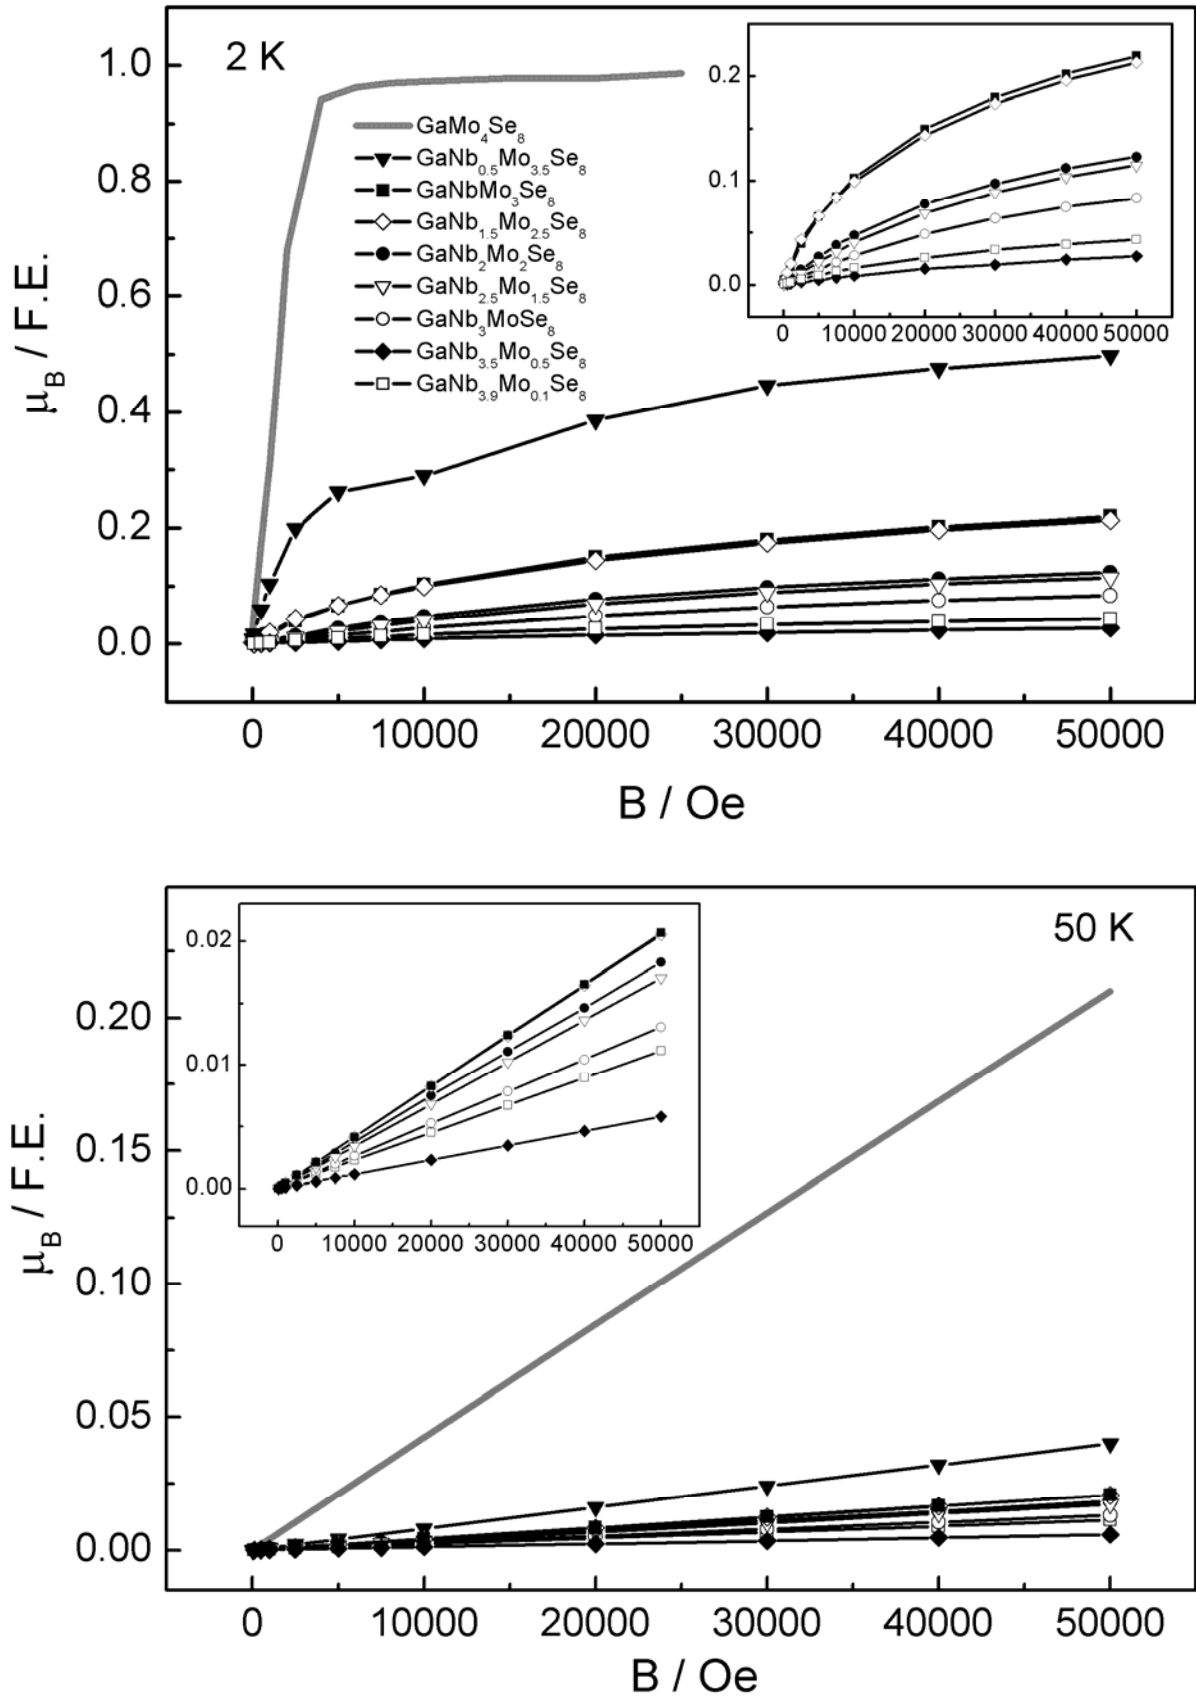 2 K
1.0
0.8
0.6
0.4
0.2
0.0
μB / F.E.
GaMo4Se8
GaNb0.5Mo3.5Se8
GaNbMo3Se8
GaNb1.5Mo2.5Se8
GaNb2Mo2Se8
GaNb2.5Mo1.5Se8
GaNb3MoSe8
GaNb3.5Mo0.5Se8
GaNb3.9Mo0.1Se8
0.2
0.1
0.0
0 10000 20000 30000 40000 50000
0 10000 20000 30000 40000 50000
B / Oe
50 K
0.20
0.15
0.10
0.05
0.00
μB / F.E.
0.02
0.01
0.00
0 10000 20000 30000 40000 50000
0 10000 20000 30000 40000 50000
B / Oe